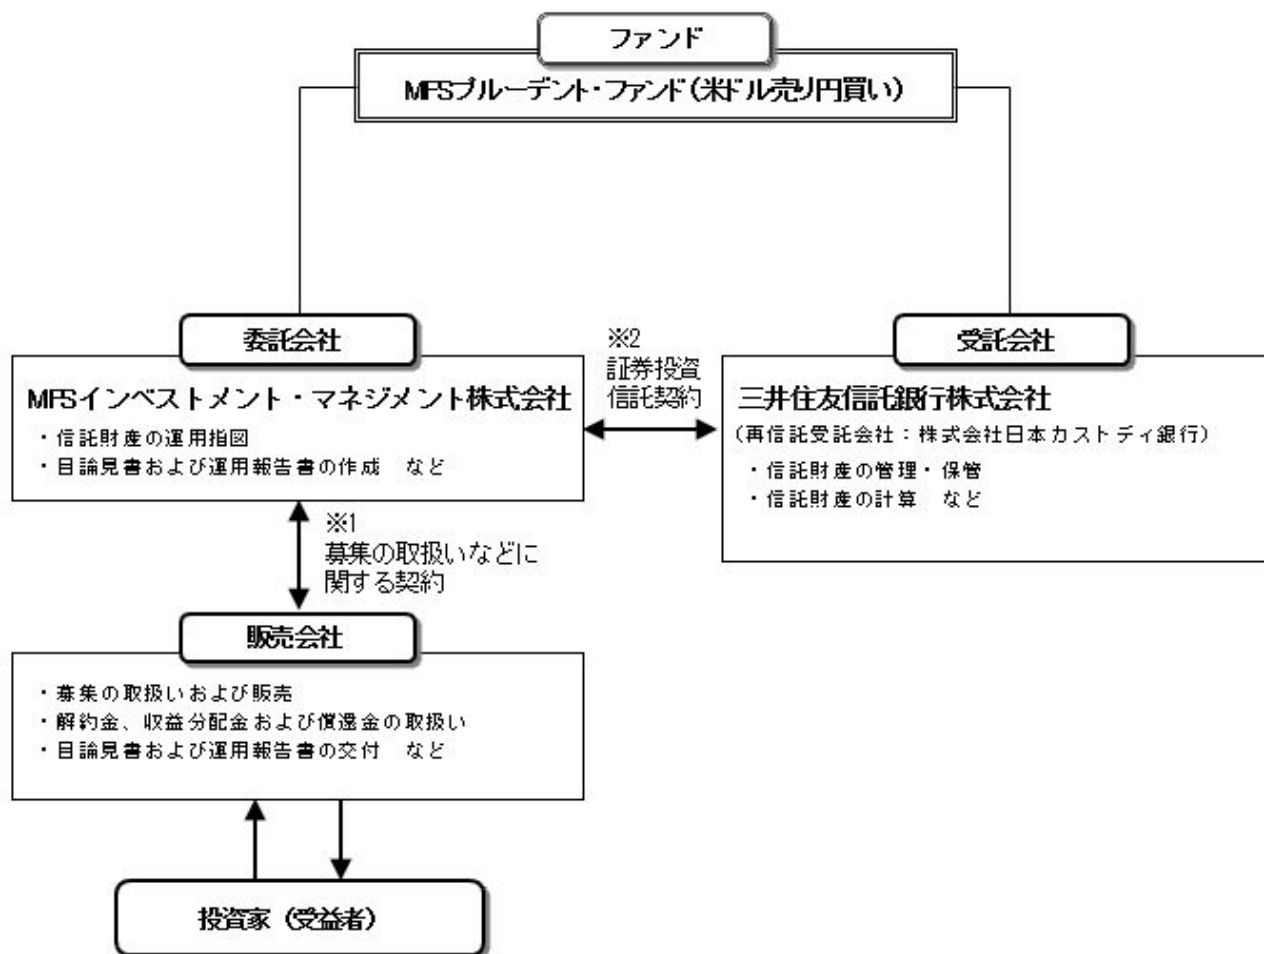 ファンド
MFSプルーデント・ファンド(米ドル売り円買い)
委託会社
MFSインベストメント・マネジメント株式会社
・信託財産の運用指図
・目論見書および運用報告書の作成　など
※2
証券投資
信託契約
受託会社
三井住友信託銀行株式会社
(再信託受託会社：株式会社日本カストディ銀行)
・信託財産の管理・保管
・信託財産の計算　など
※1
募集の取扱いなどに
関する契約
販売会社
・募集の取扱いおよび販売
・解約金、収益分配金および償還金の取扱い
・目論見書および運用報告書の交付　など
投資家（受益者）